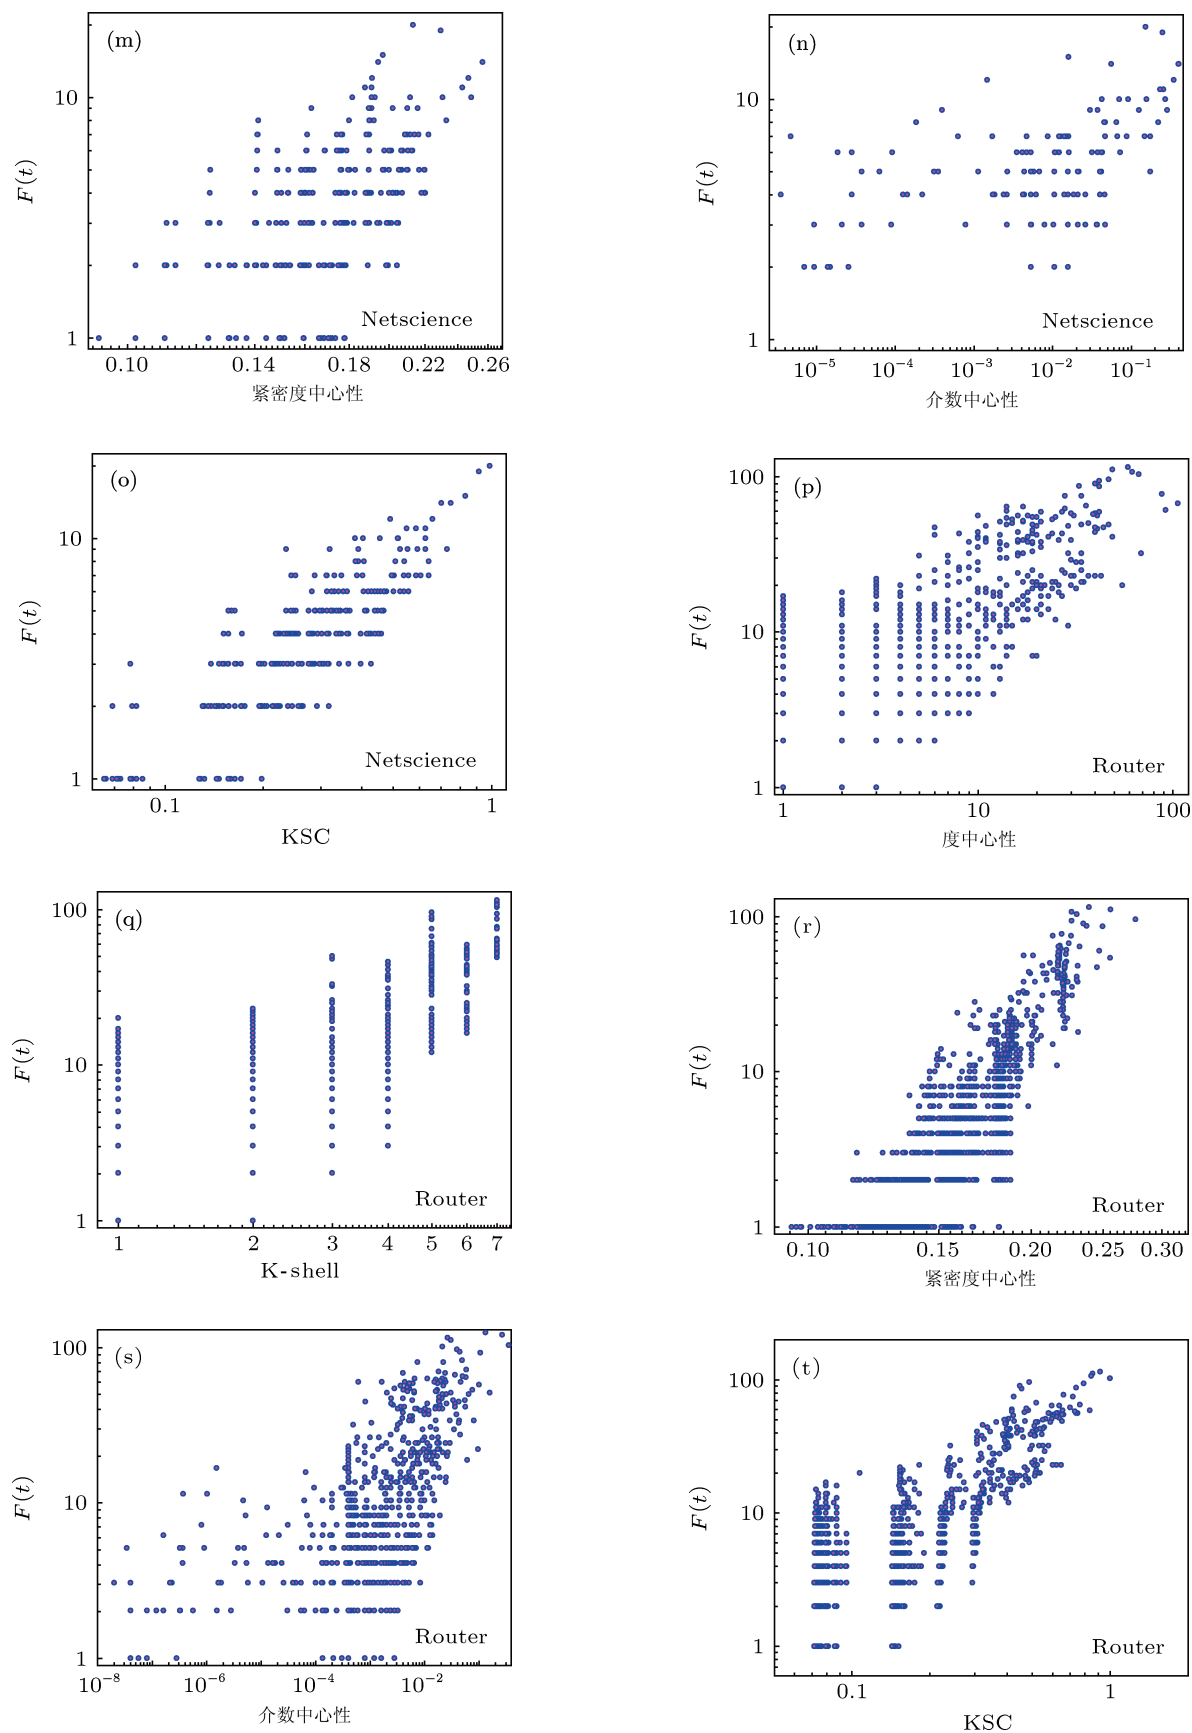 (m)
10
1
F(t)
Netscience
0.10 0.14 0.18 0.22 0.26
紧密度中心性
(n)
10
1
F(t)
Netscience
10⁻⁵ 10⁻⁴ 10⁻³ 10⁻² 10⁻¹
介数中心性
(o)
10
1
F(t)
Netscience
0.1 1
KSC
(p)
100
10
1
F(t)
Router
1 10 100
度中心性
(q)
100
10
1
F(t)
Router
1 2 3 4 5 6 7
K-shell
(r)
100
10
1
F(t)
Router
0.10 0.15 0.20 0.25 0.30
紧密度中心性
(s)
100
10
1
F(t)
Router
10⁻⁸ 10⁻⁶ 10⁻⁴ 10⁻²
介数中心性
(t)
100
10
1
F(t)
Router
0.1 1
KSC